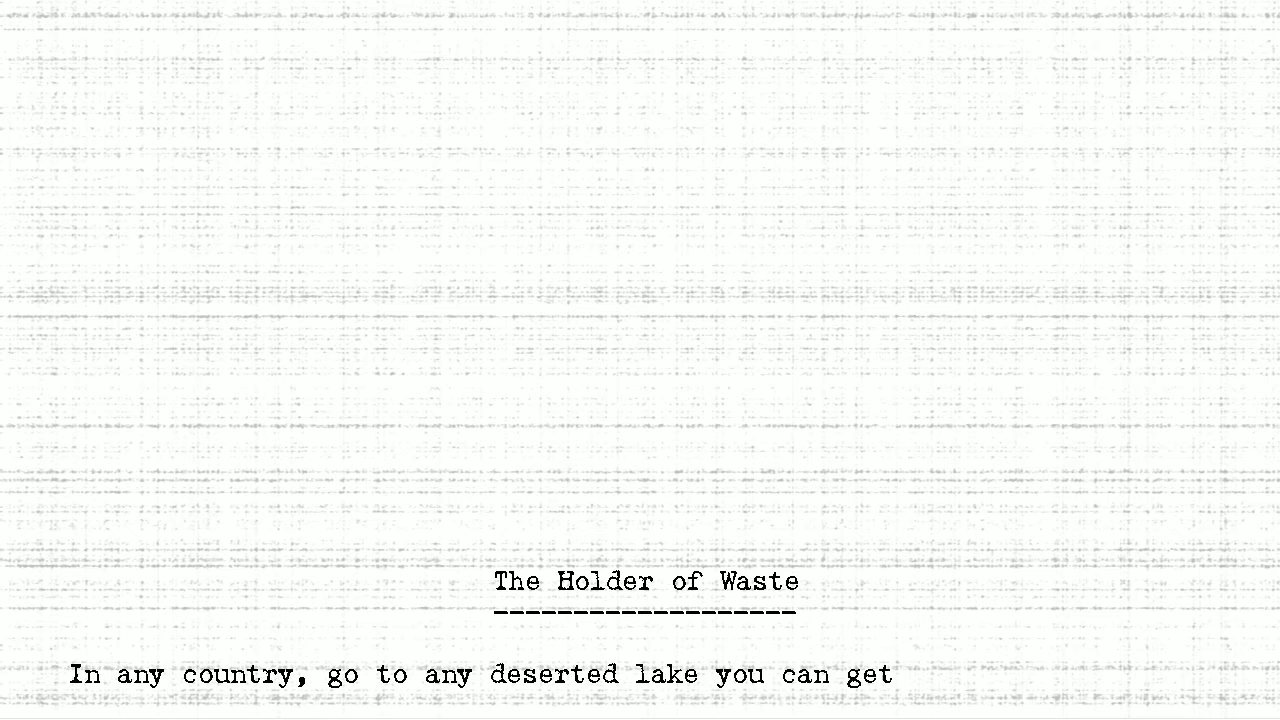 The Holder of Waste
-------------------
In any country, go to any deserted lake you can get